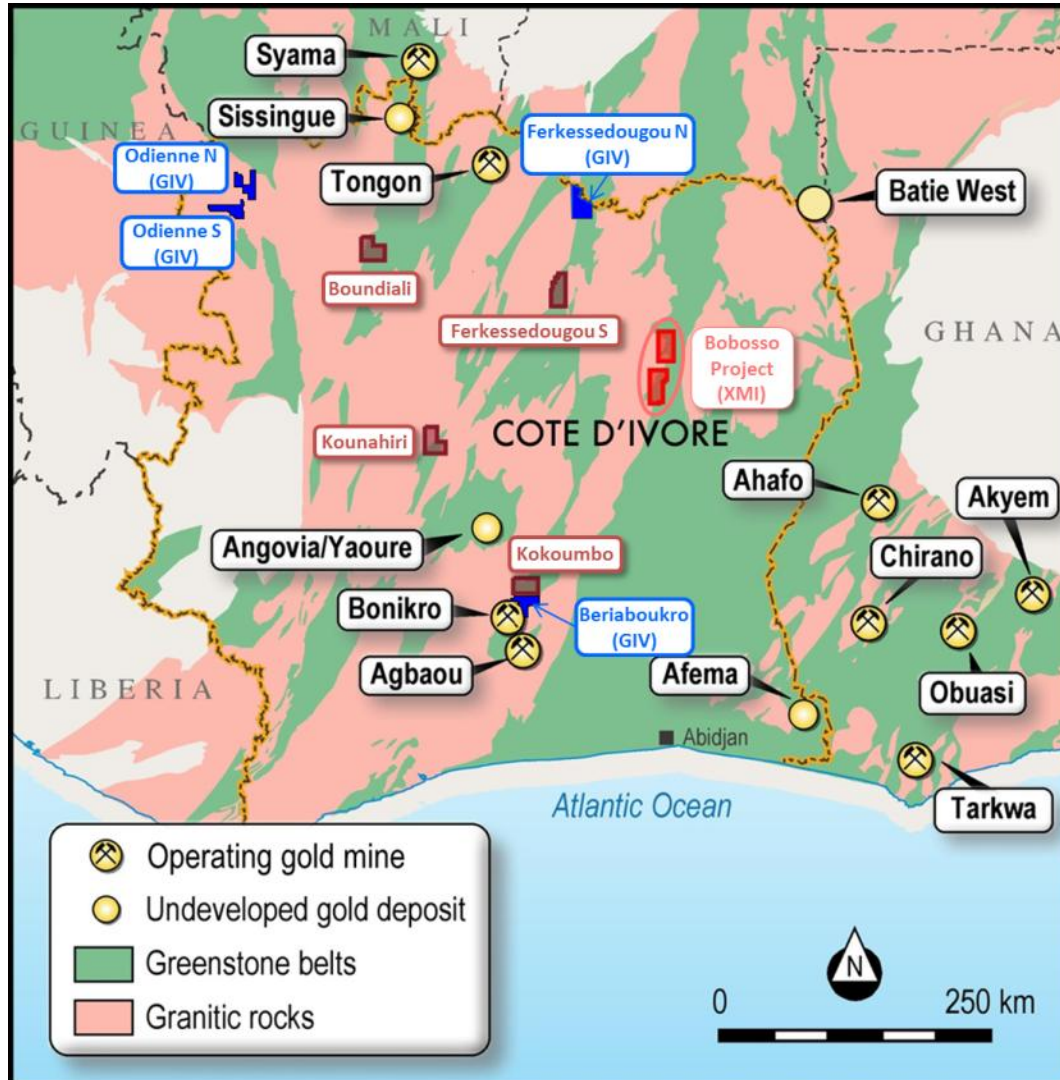 MALI
Syama
Sissingue
GUINEA
Ferkessedougou N
(GIV)
Odienne N
(GIV)
Tongon
Batie West
Odienne S
(GIV)
Boundiali
Ferkessedougou S
GHANA
Bobosso
Project
(XMI)
COTE D'IVORE
Kounahiri
Ahafo
Akyem
Angovia/Yaoure
Kokoumbo
Chirano
Bonikro
Beriaboukro
(GIV)
Agbaou
LIBERIA
Afema
Obuasi
Abidjan
Atlantic Ocean
Tarkwa
Operating gold mine
Undeveloped gold deposit
Greenstone belts
Granitic rocks
N
0 250 km